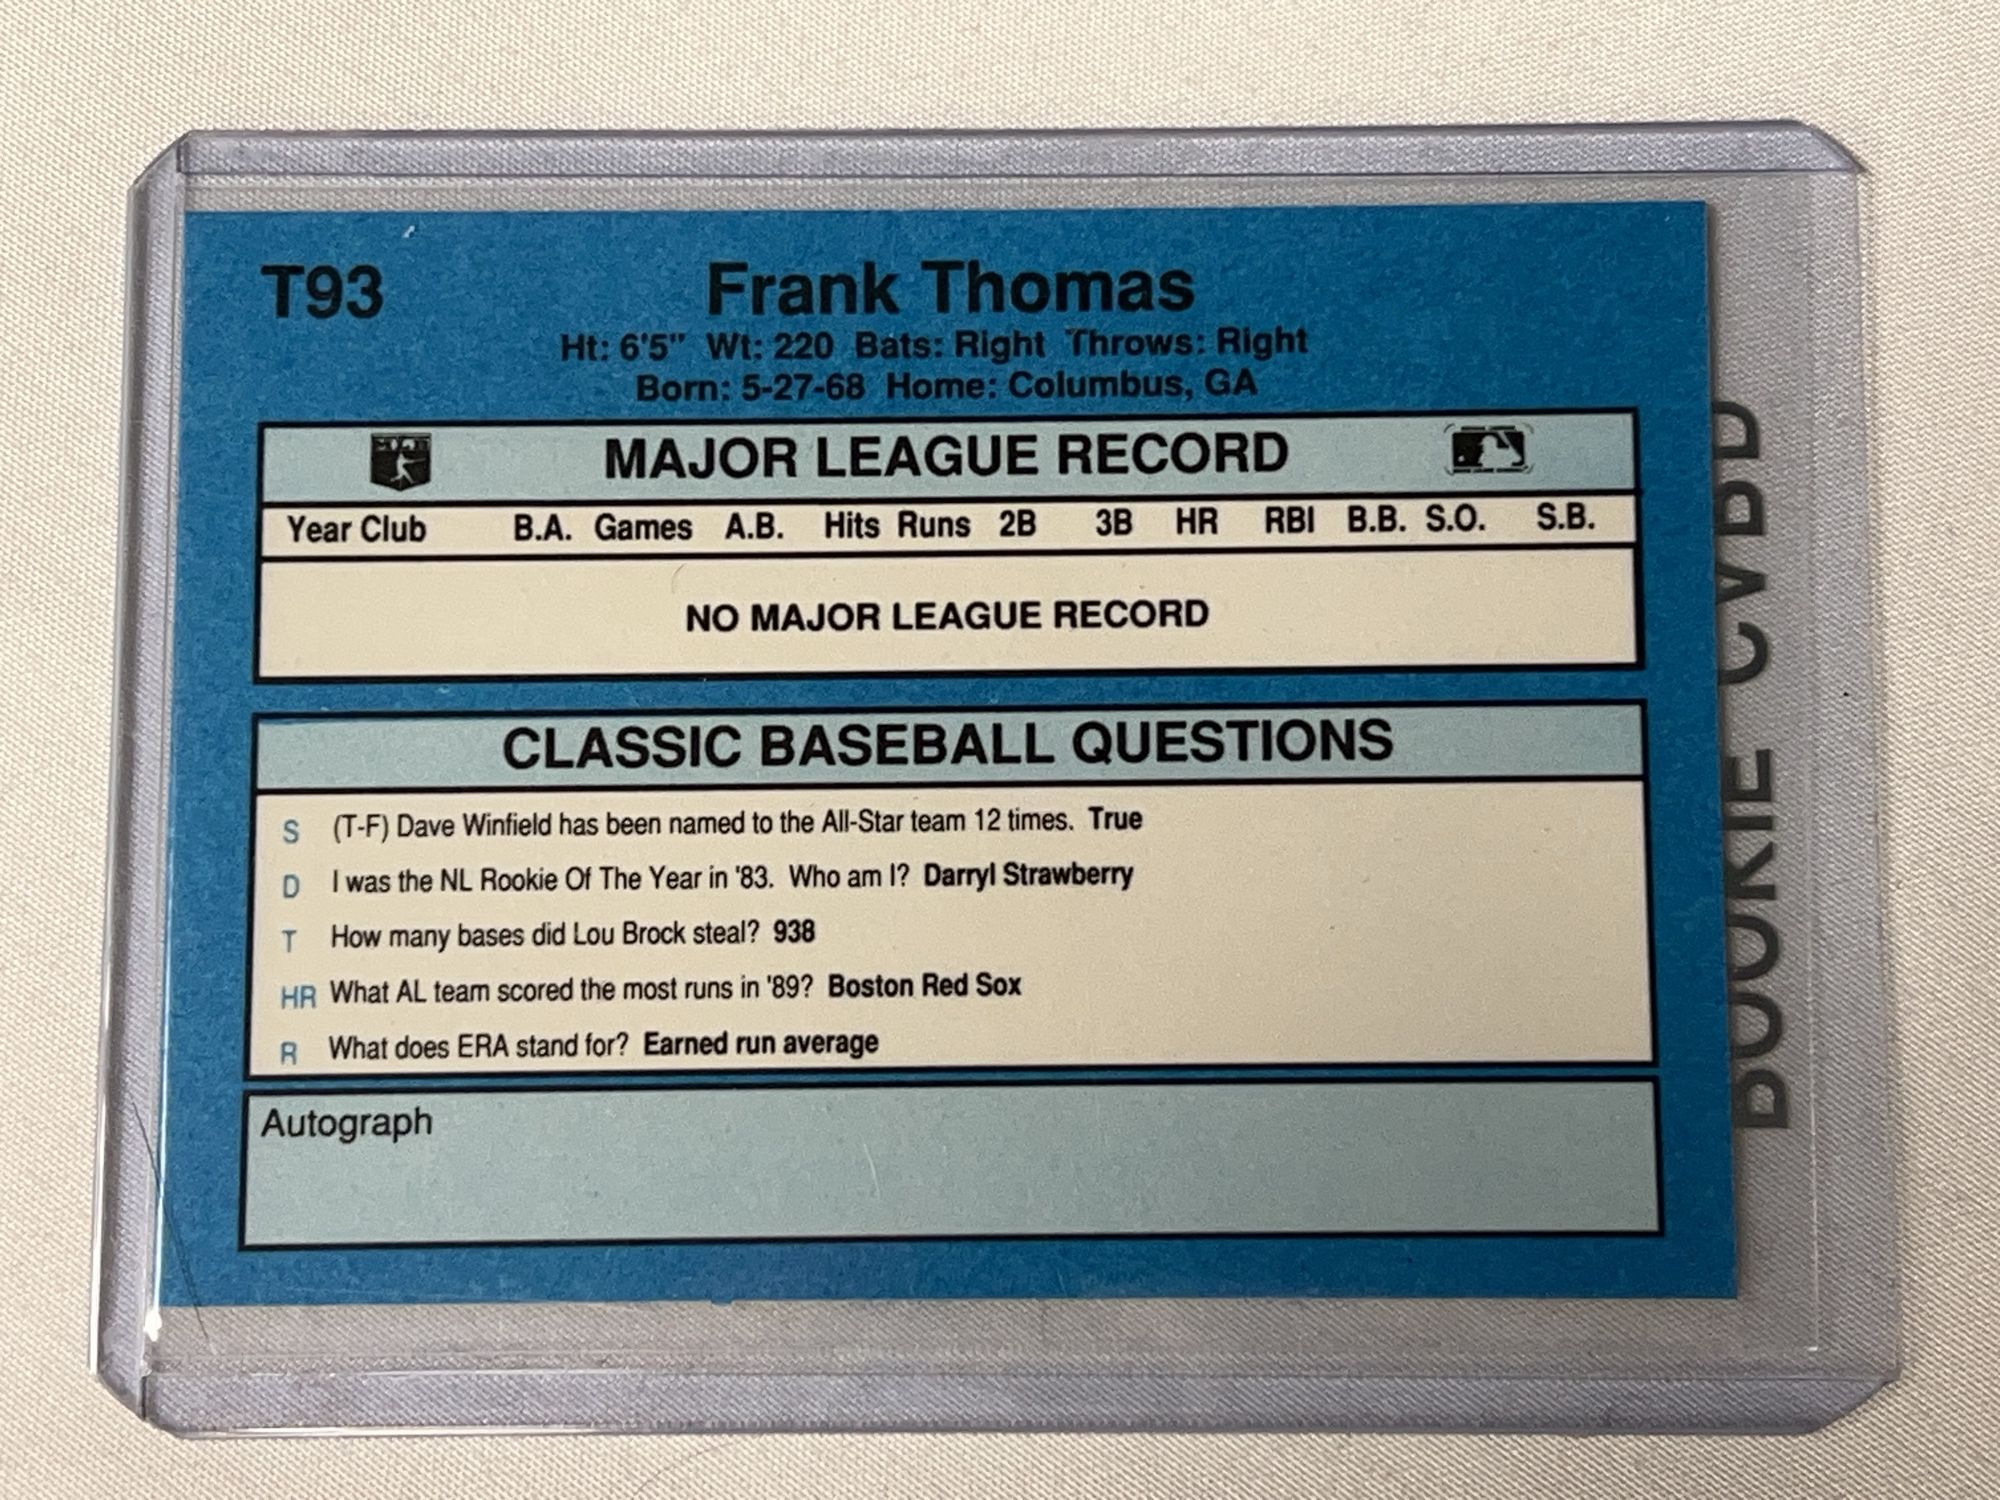 T93
Frank Thomas
Ht: 6'5" Wt: 220 Bats: Right Throws: Right
Born: 5-27-68 Home: Columbus, GA
MAJOR LEAGUE RECORD
Year Club B.A. Games A.B. Hits Runs 2B 3B HR RBI B.B. S.O. S.B.
NO MAJOR LEAGUE RECORD
CLASSIC BASEBALL QUESTIONS
S (T-F) Dave Winfield has been named to the All-Star team 12 times. True
D I was the NL Rookie Of The Year in '83. Who am I? Darryl Strawberry
T How many bases did Lou Brock steal? 938
HR What AL team scored the most runs in '89? Boston Red Sox
R What does ERA stand for? Earned run average
Autograph
ROOKIE CARD